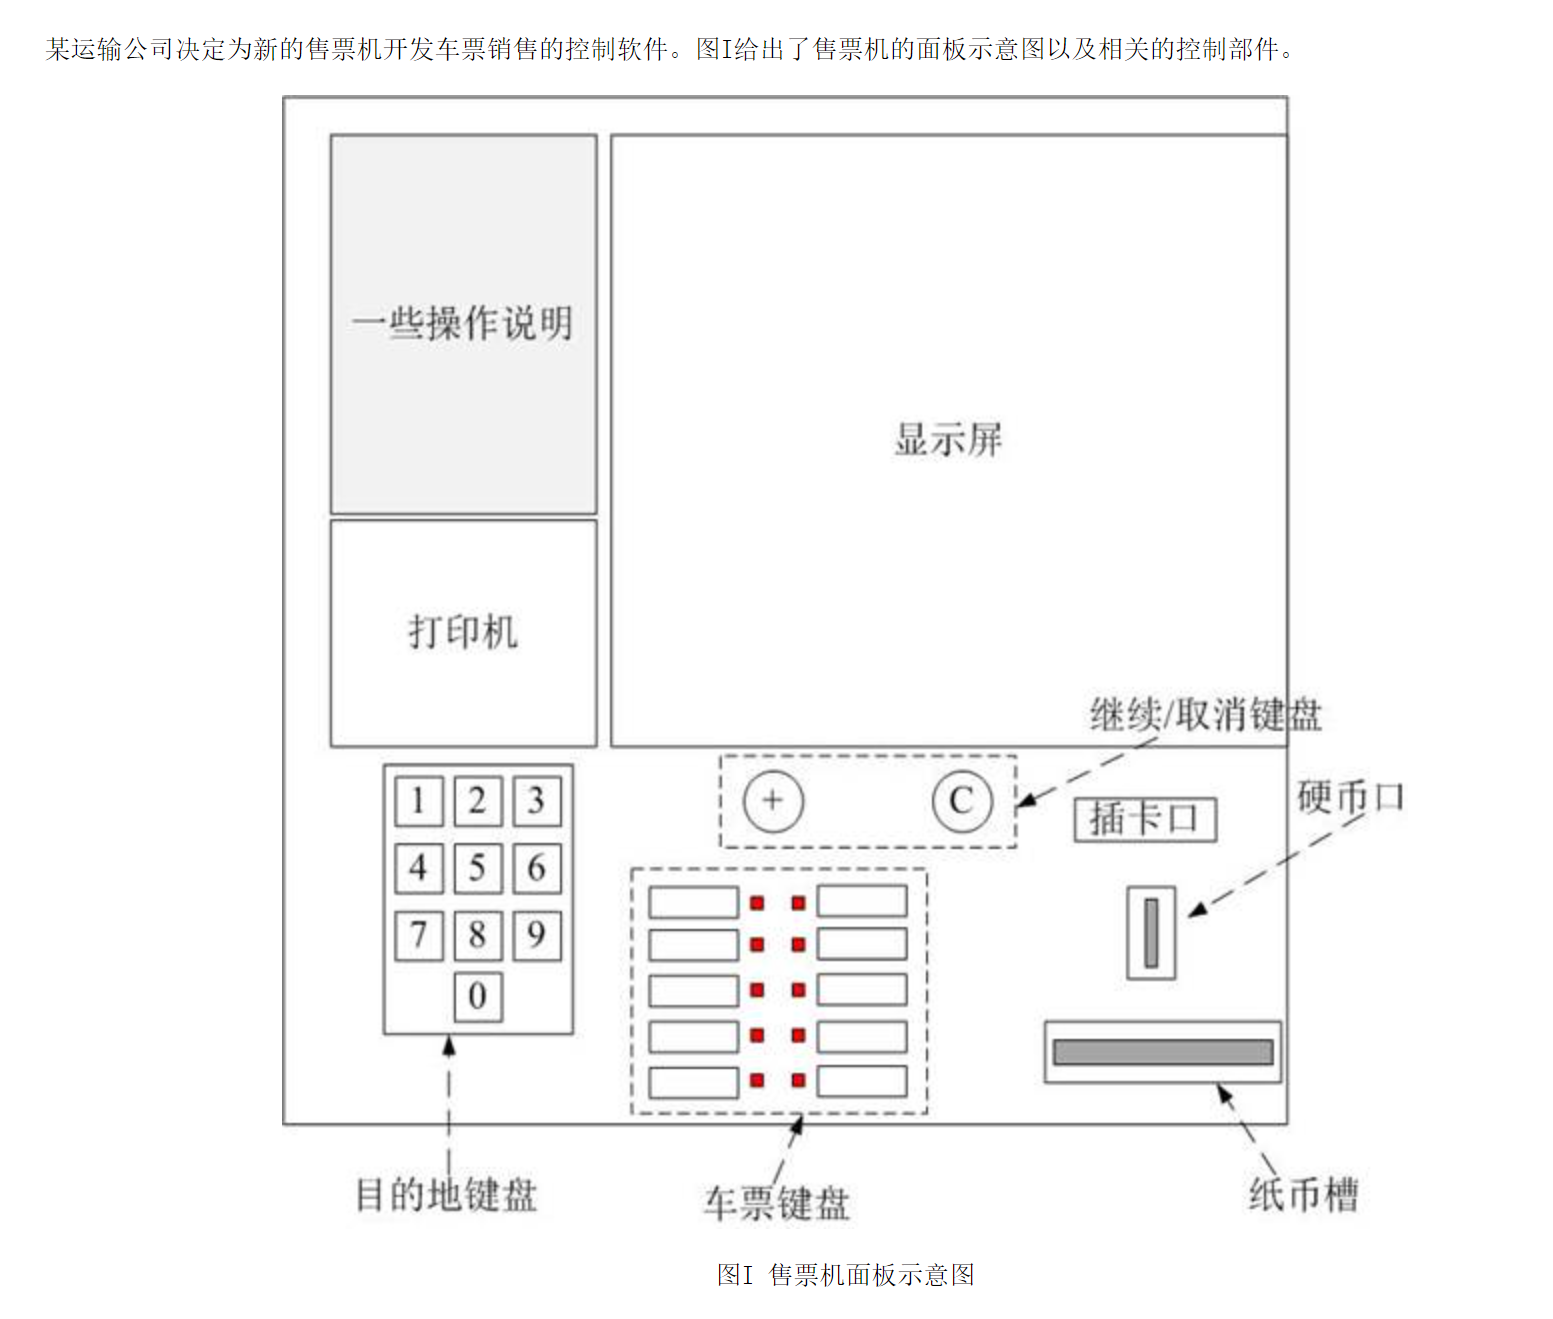 某运输公司决定为新的售票机开发车票销售的控制软件。图I给出了售票机的面板示意图以及相关的控制部件。
一些操作说明
显示屏
打印机
继续/取消键盘
硬币口
1 2 3
+
C
插卡口
4 5 6
7 8 9
0
目的地键盘
车票键盘
纸币槽
图I 售票机面板示意图